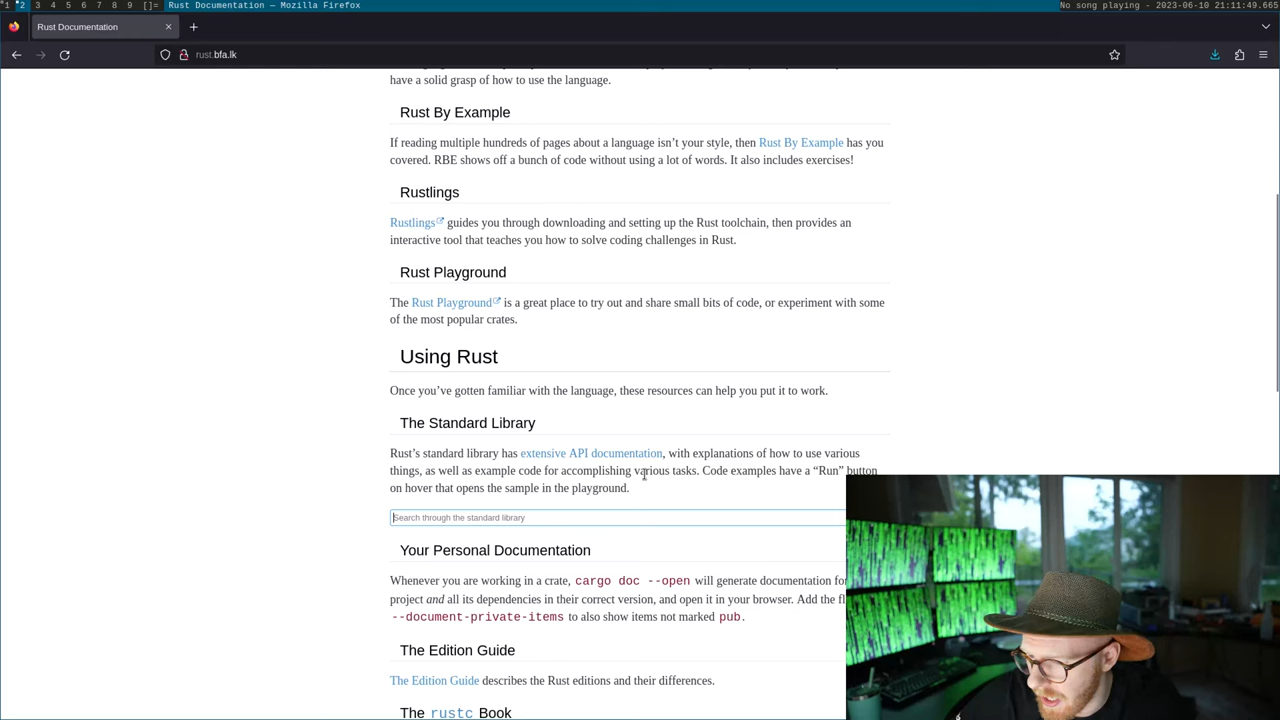 1 2 3 4 5 6 7 8 9 []= Rust Documentation — Mozilla Firefox No song playing - 2023-06-10 21:11:49.665
Rust Documentation
rust.bfa.lk
have a solid grasp of how to use the language.
Rust By Example
If reading multiple hundreds of pages about a language isn’t your style, then Rust By Example has you
covered. RBE shows off a bunch of code without using a lot of words. It also includes exercises!
Rustlings
Rustlings guides you through downloading and setting up the Rust toolchain, then provides an
interactive tool that teaches you how to solve coding challenges in Rust.
Rust Playground
The Rust Playground is a great place to try out and share small bits of code, or experiment with some
of the most popular crates.
Using Rust
Once you’ve gotten familiar with the language, these resources can help you put it to work.
The Standard Library
Rust’s standard library has extensive API documentation, with explanations of how to use various
things, as well as example code for accomplishing various tasks. Code examples have a “Run” button
on hover that opens the sample in the playground.
Search through the standard library
Your Personal Documentation
Whenever you are working in a crate, cargo doc --open will generate documentation for
project and all its dependencies in their correct version, and open it in your browser. Add the fl
--document-private-items to also show items not marked pub.
The Edition Guide
The Edition Guide describes the Rust editions and their differences.
The rustc Book